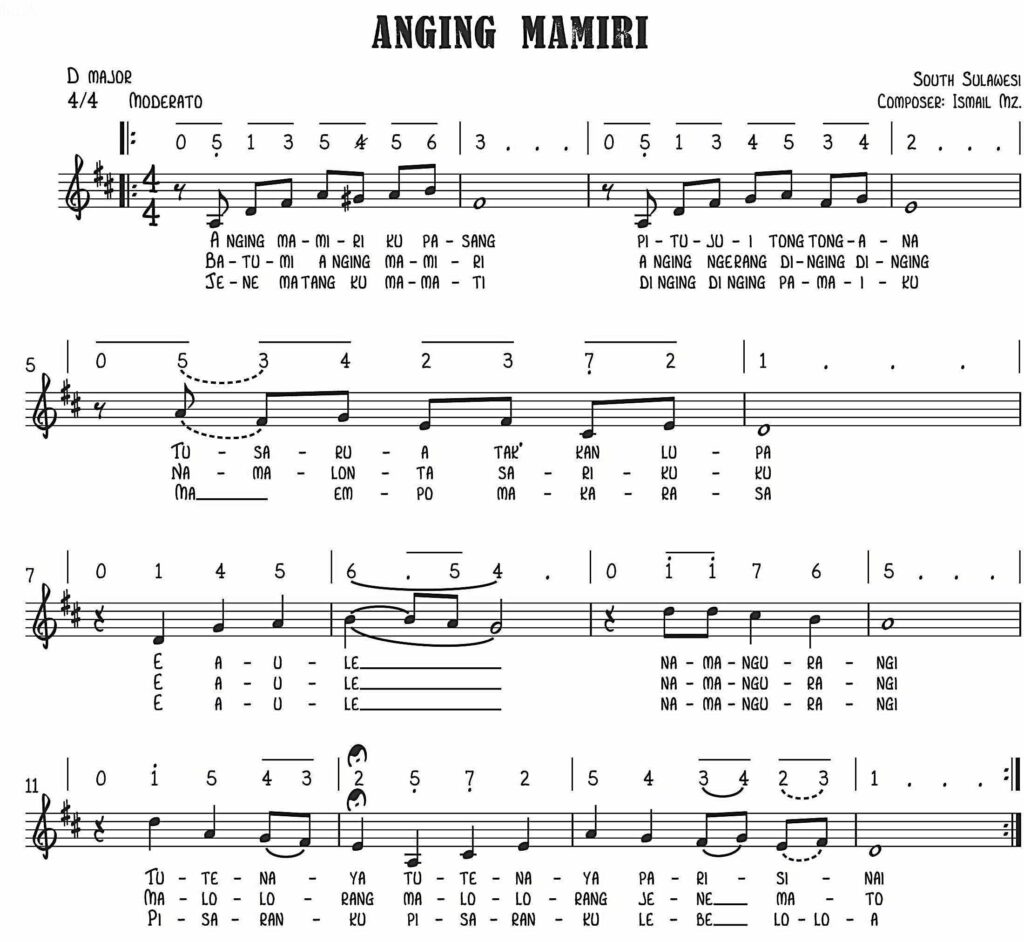 ANGING MAMIRI
D MAJOR
SOUTH SULAWESI
4/4 MODERATO
COMPOSER: ISMAIL MZ.
0 5̣ 1 3 5 4̸ 5 6 | 3 . . . | 0 5̣ 1 3 4 5 3 4 | 2 . . . |
4/4
A NGING MA - MI - RI KU PA - SANG PI - TU - JU - I TONG TONG - A - NA
BA - TU - MI A NGING MA - MI - RI A NGING NGERANG DI - NGING DI - NGING
JE - NE MA TANG KU MA - MA - TI DI NGING DI NGING PA - MA - I - KU
5 | 0 5 3 4 2 3 7̣ 2 | 1 . . . |
TU - SA - RU - A TAK' KAN LU - PA
NA - MA - LON - TA SA - RI - KU - KU
MA____ EM - PO MA - KA - RA - SA
7 | 0 1 4 5 | 6 . 5 4 . | 0 i i 7 6 | 5 . . . |
E A - U - LE____ NA - MA - NGU - RA - NGI
E A - U - LE____ NA - MA - NGU - RA - NGI
E A - U - LE____ NA - MA - NGU - RA - NGI
11 | 0 i 5 4 3 | 2 5̣ 7̣ 2 | 5 4 3 4 2 3 | 1 . . . :|
TU - TE - NA - YA TU - TE - NA - YA PA - RI - SI - NAI
MA - LO - LO - RANG MA - LO - LO - RANG JE - NE___ MA - TO
PI - SA - RAN - KU PI - SA - RAN - KU LE - BE___ LO - LO - A